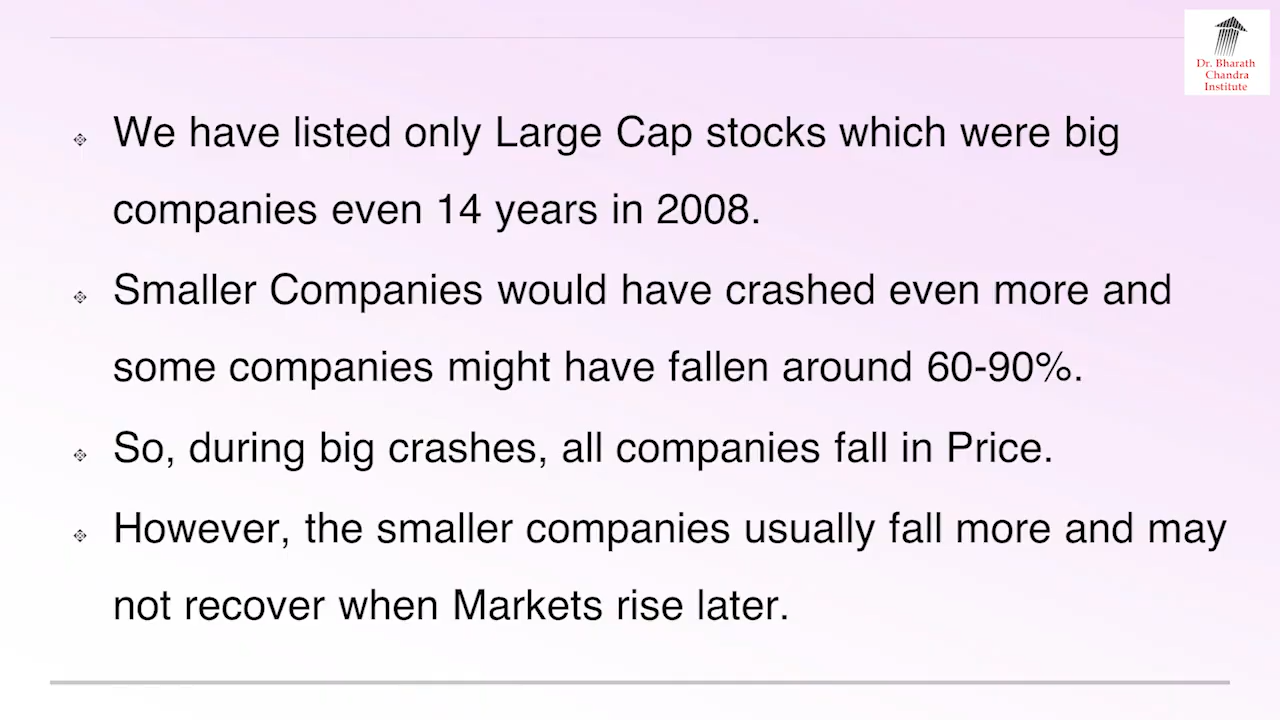 Dr. Bharath
Chandra
Institute
We have listed only Large Cap stocks which were big
companies even 14 years in 2008.
Smaller Companies would have crashed even more and
some companies might have fallen around 60-90%.
So, during big crashes, all companies fall in Price.
However, the smaller companies usually fall more and may
not recover when Markets rise later.